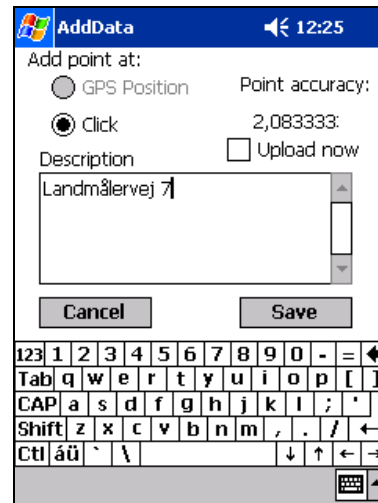 AddData 12:25
Add point at:
GPS Position Point accuracy:
Click 2,083333:
Description Upload now
Landmålervej 7
Cancel Save
123 1 2 3 4 5 6 7 8 9 0 - =
Tab q w e r t y u i o p [ ]
CAP a s d f g h j k l ; '
Shift z x c v b n m , . /
Ctl áü ` \